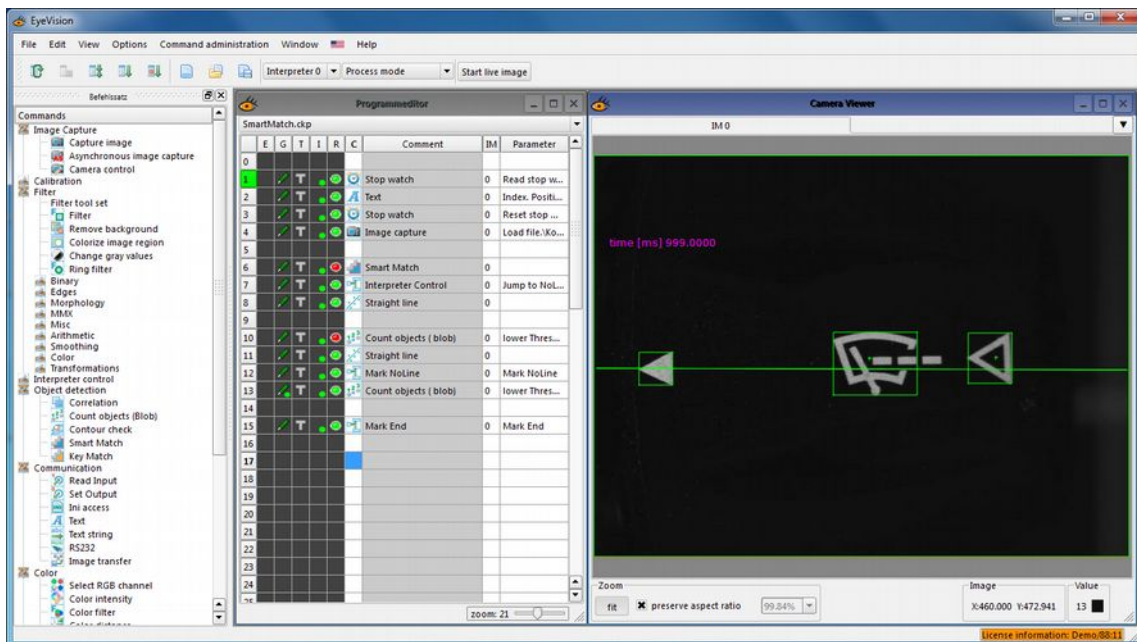 EyeVision
File Edit View Options Command administration Window Help
Interpreter 0 Process mode Start live image
Befehlssatz
Commands
Image Capture
Capture image
Asynchronous image capture
Camera control
Calibration
Filter
Filter tool set
Filter
Remove background
Colorize image region
Change gray values
Ring filter
Binary
Edges
Morphology
MMX
Misc
Arithmetic
Smoothing
Color
Transformations
Interpreter control
Object detection
Correlation
Count objects (Blob)
Contour check
Smart Match
Key Match
Communication
Read Input
Set Output
Ini access
Text
Text string
RS232
Image transfer
Color
Select RGB channel
Color intensity
Color filter
Programmeditor
SmartMatch.ckp
E G T I R C Comment IM Parameter
0
1 T Stop watch 0 Read stop w...
2 T Text 0 Index. Positi...
3 T Stop watch 0 Reset stop ...
4 T Image capture 0 Load file.\Ko...
5
6 T Smart Match 0
7 T Interpreter Control 0 Jump to NoL...
8 T Straight line 0
9
10 T Count objects ( blob) 0 lower Thres...
11 T Straight line 0
12 T Mark NoLine 0 Mark NoLine
13 T Count objects ( blob) 0 lower Thres...
14
15 T Mark End 0 Mark End
16
17
18
19
20
21
22
23
24
25
zoom: 21
Camera Viewer
IM 0
time [ms] 999.0000
Zoom
fit preserve aspect ratio 99.84%
Image
X:460.000 Y:472.941
Value
13
License information: Demo/88:11